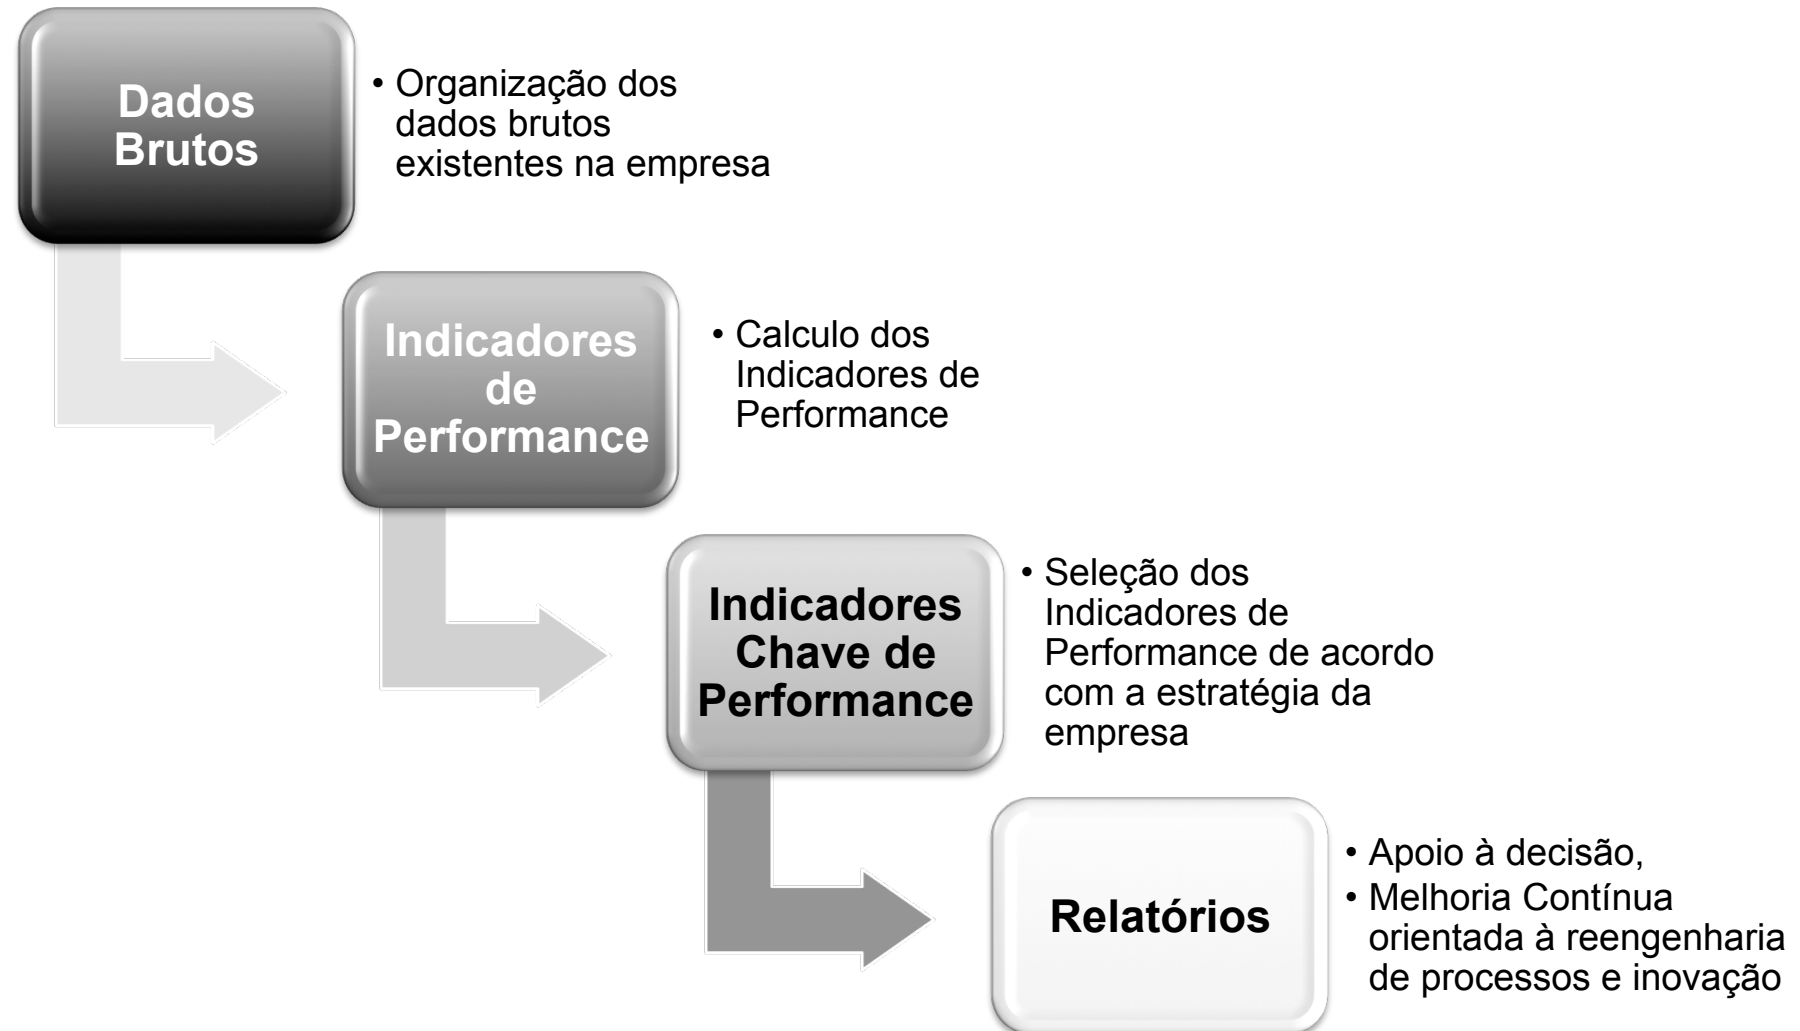 Dados
Brutos
• Organização dos
dados brutos
existentes na empresa
Indicadores
de
Performance
• Calculo dos
Indicadores de
Performance
Indicadores
Chave de
Performance
• Seleção dos
Indicadores de
Performance de acordo
com a estratégia da
empresa
Relatórios
• Apoio à decisão,
• Melhoria Contínua
orientada à reengenharia
de processos e inovação